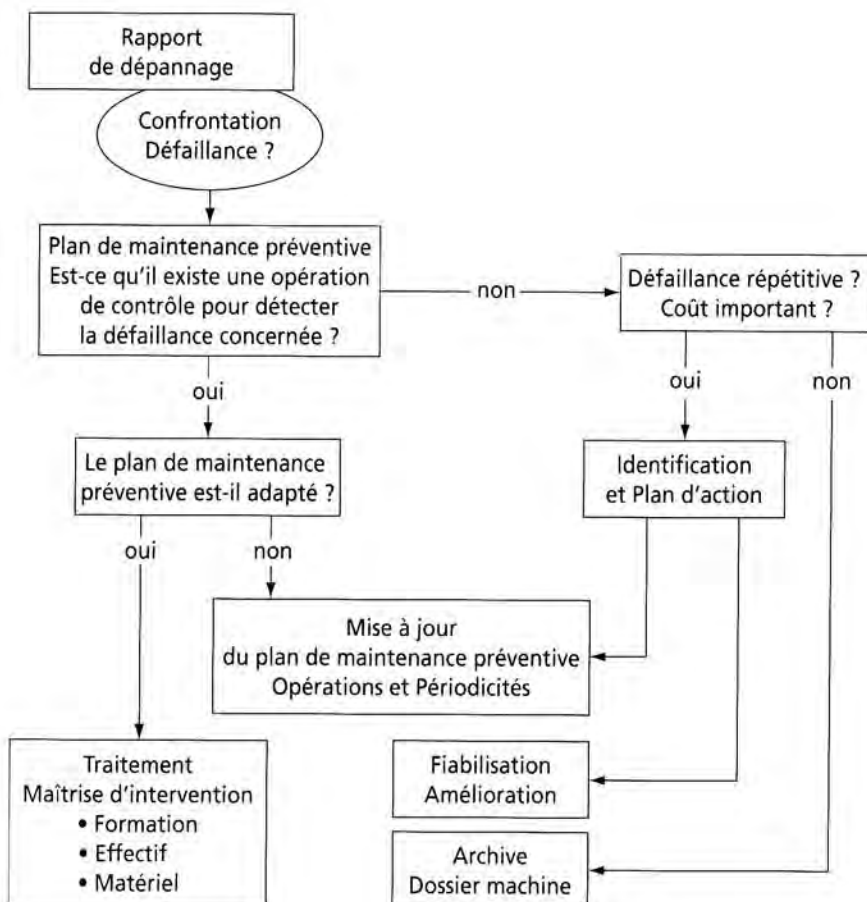 Rapport
de dépannage
Confrontation
Défaillance ?
Plan de maintenance préventive
Est-ce qu'il existe une opération
de contrôle pour détecter
la défaillance concernée ?
non
Défaillance répétitive ?
Coût important ?
oui
oui
non
Le plan de maintenance
préventive est-il adapté ?
Identification
et Plan d'action
oui
non
Mise à jour
du plan de maintenance préventive
Opérations et Périodicités
Traitement
Maîtrise d'intervention
• Formation
• Effectif
• Matériel
Fiabilisation
Amélioration
Archive
Dossier machine